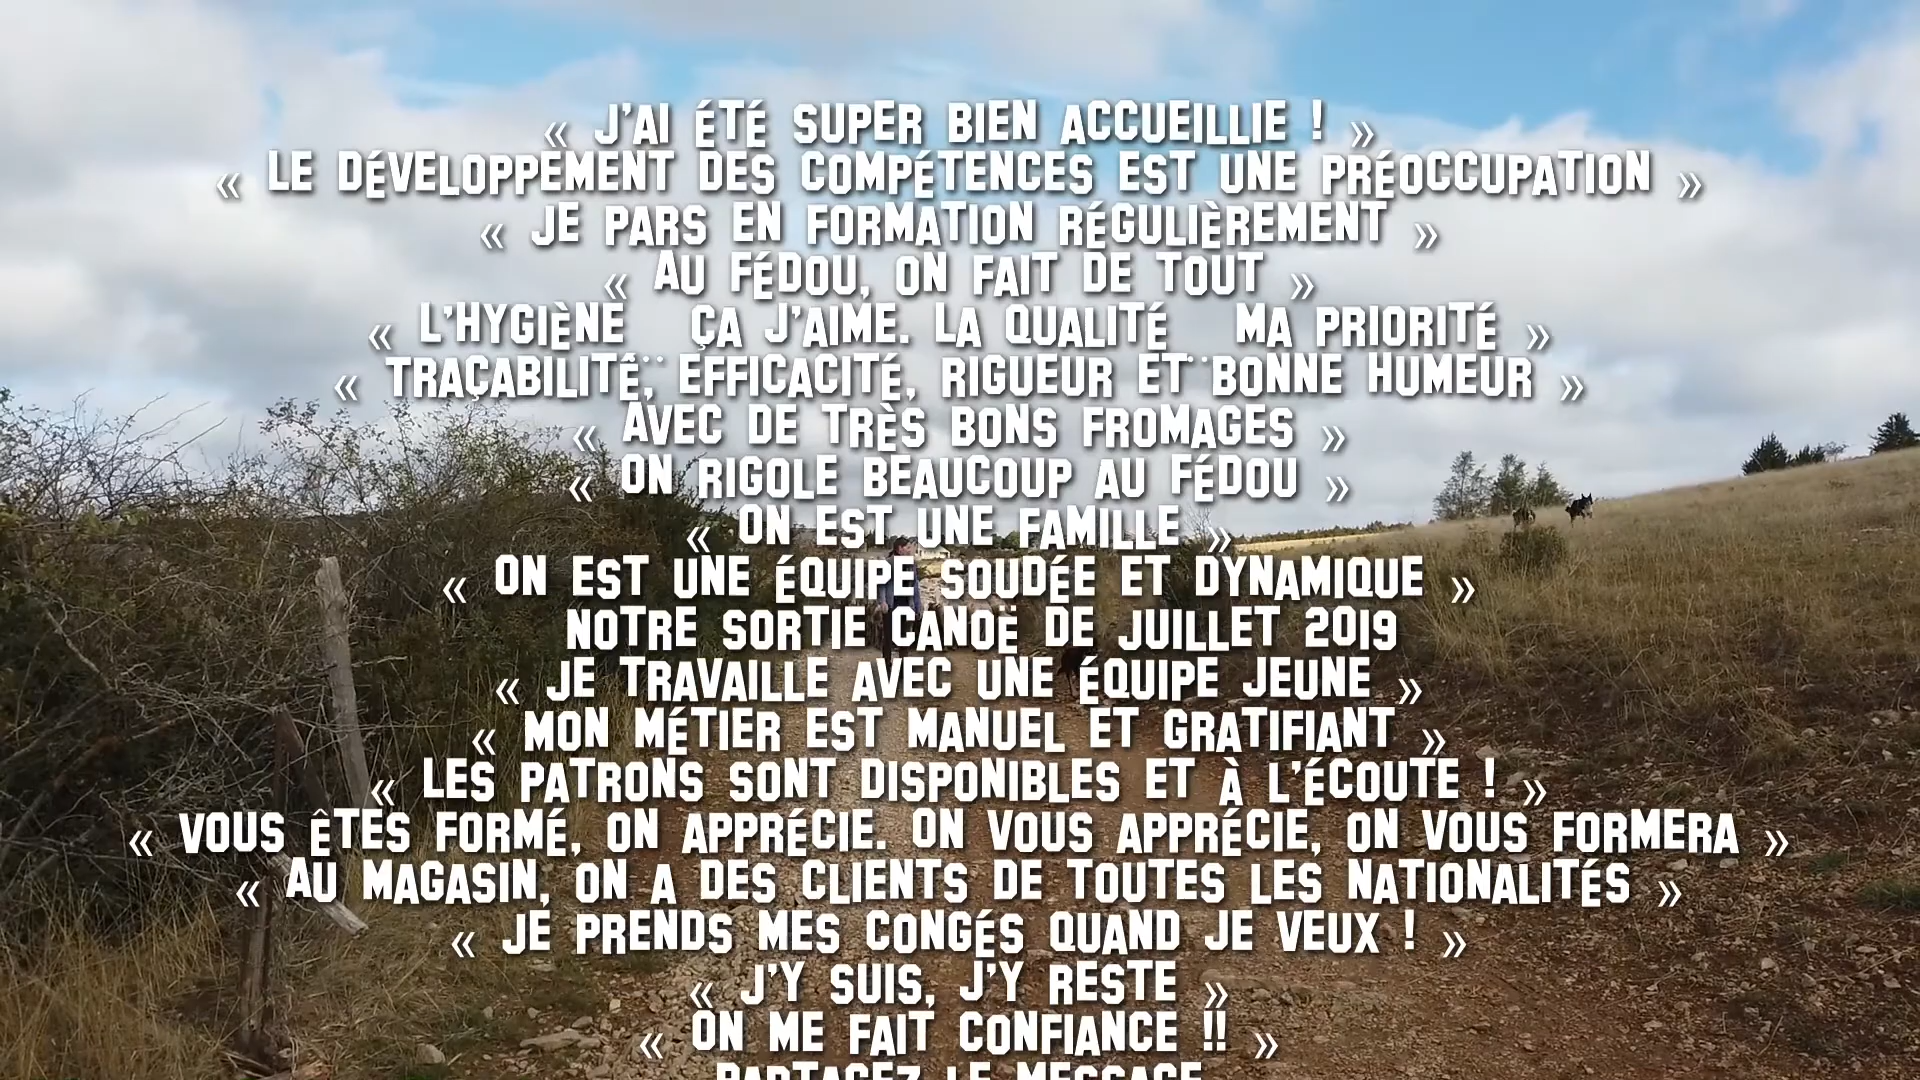 « J'AI ÉTÉ SUPER BIEN ACCUEILLIE ! »
« LE DÉVELOPPEMENT DES COMPÉTENCES EST UNE PRÉOCCUPATION »
« JE PARS EN FORMATION RÉGULIÈREMENT »
« AU FÉDOU, ON FAIT DE TOUT »
« L'HYGIÈNE… ÇA J'AIME. LA QUALITÉ… MA PRIORITÉ »
« TRAÇABILITÉ, EFFICACITÉ, RIGUEUR ET BONNE HUMEUR »
« AVEC DE TRÈS BONS FROMAGES »
« ON RIGOLE BEAUCOUP AU FÉDOU »
« ON EST UNE FAMILLE »
« ON EST UNE ÉQUIPE SOUDÉE ET DYNAMIQUE »
NOTRE SORTIE CANOË DE JUILLET 2019
« JE TRAVAILLE AVEC UNE ÉQUIPE JEUNE »
« MON MÉTIER EST MANUEL ET GRATIFIANT »
« LES PATRONS SONT DISPONIBLES ET À L'ÉCOUTE ! »
« VOUS ÊTES FORMÉ, ON APPRÉCIE. ON VOUS APPRÉCIE, ON VOUS FORMERA »
« AU MAGASIN, ON A DES CLIENTS DE TOUTES LES NATIONALITÉS »
« JE PRENDS MES CONGÉS QUAND JE VEUX ! »
« J'Y SUIS, J'Y RESTE »
« ON ME FAIT CONFIANCE !! »
PARTAGEZ LE MESSAGE